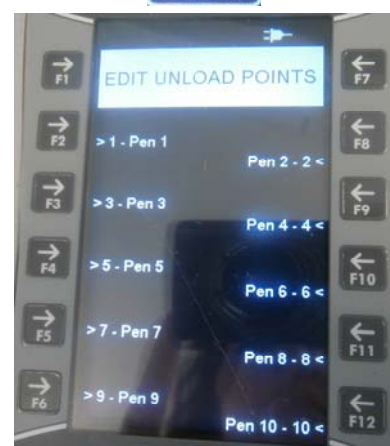 EDIT UNLOAD POINTS
F1
F7
F2
F8
> 1 - Pen 1
Pen 2 - 2 <
F3
F9
> 3 - Pen 3
Pen 4 - 4 <
F4
F10
> 5 - Pen 5
Pen 6 - 6 <
F5
F11
> 7 - Pen 7
Pen 8 - 8 <
F6
F12
> 9 - Pen 9
Pen 10 - 10 <